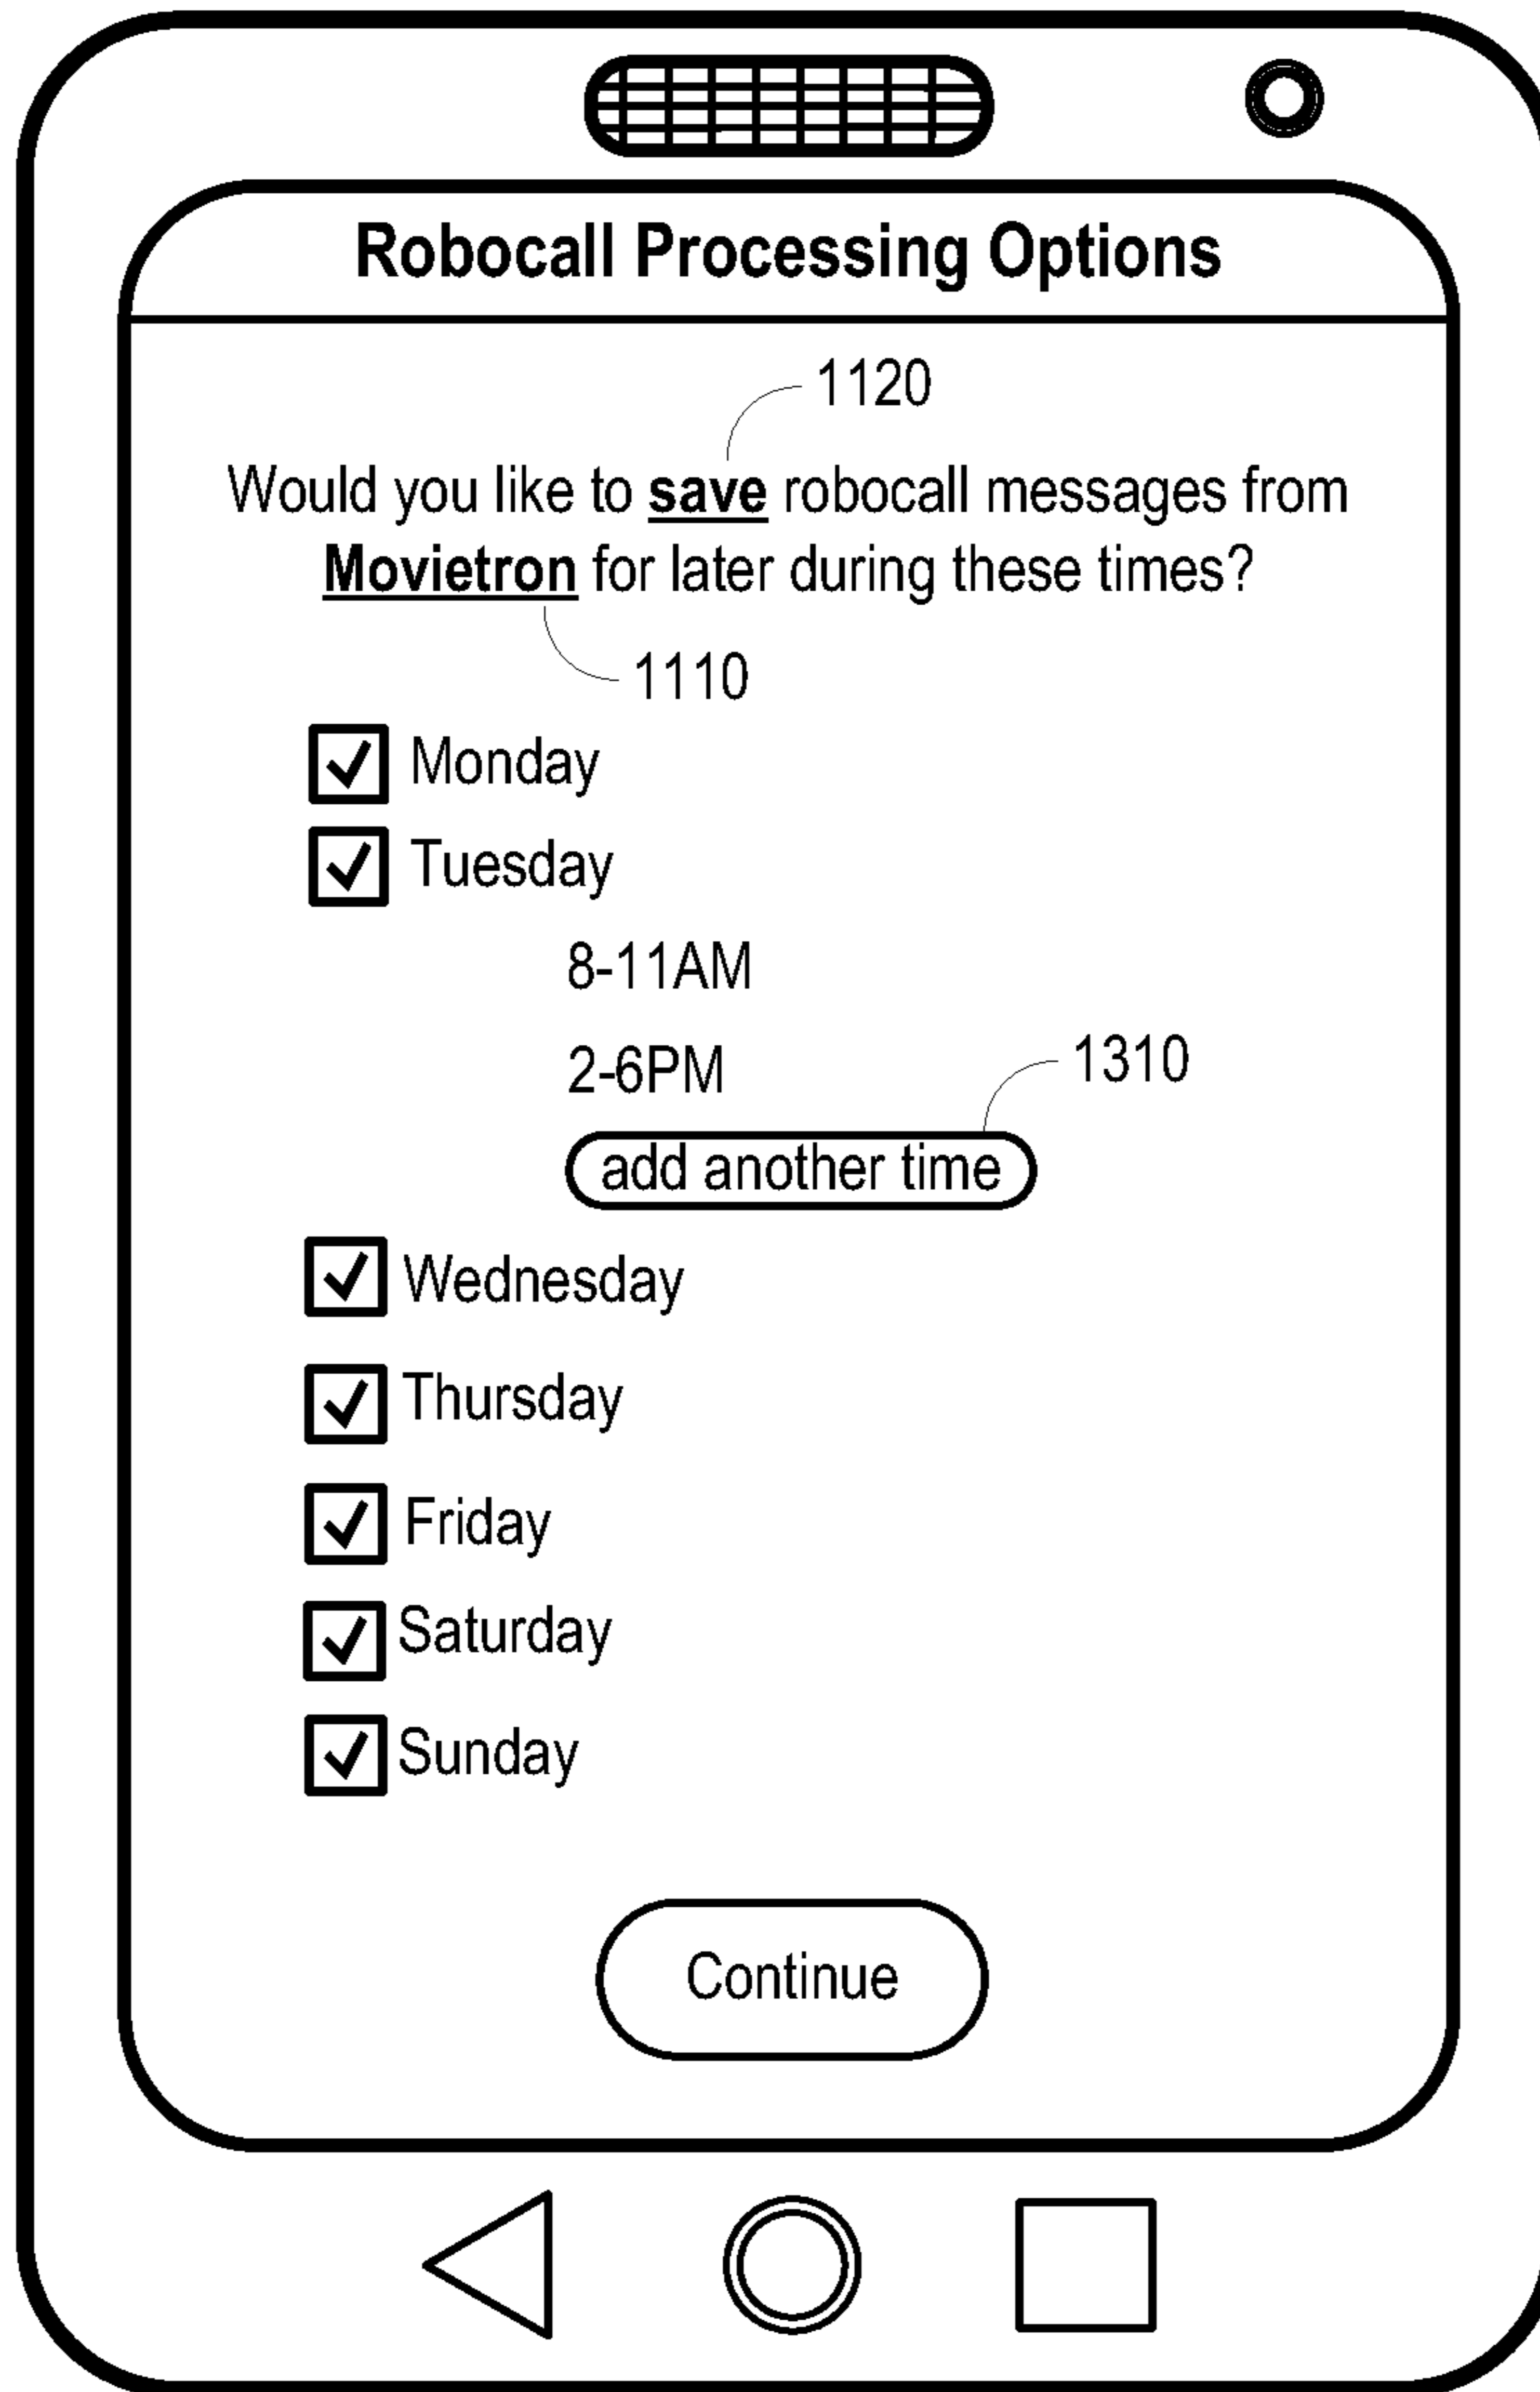 Robocall Processing Options
1120
Would you like to save robocall messages from
Movietron for later during these times?
1110
Monday
Tuesday
8-11AM
2-6PM
1310
add another time
Wednesday
Thursday
Friday
Saturday
Sunday
Continue